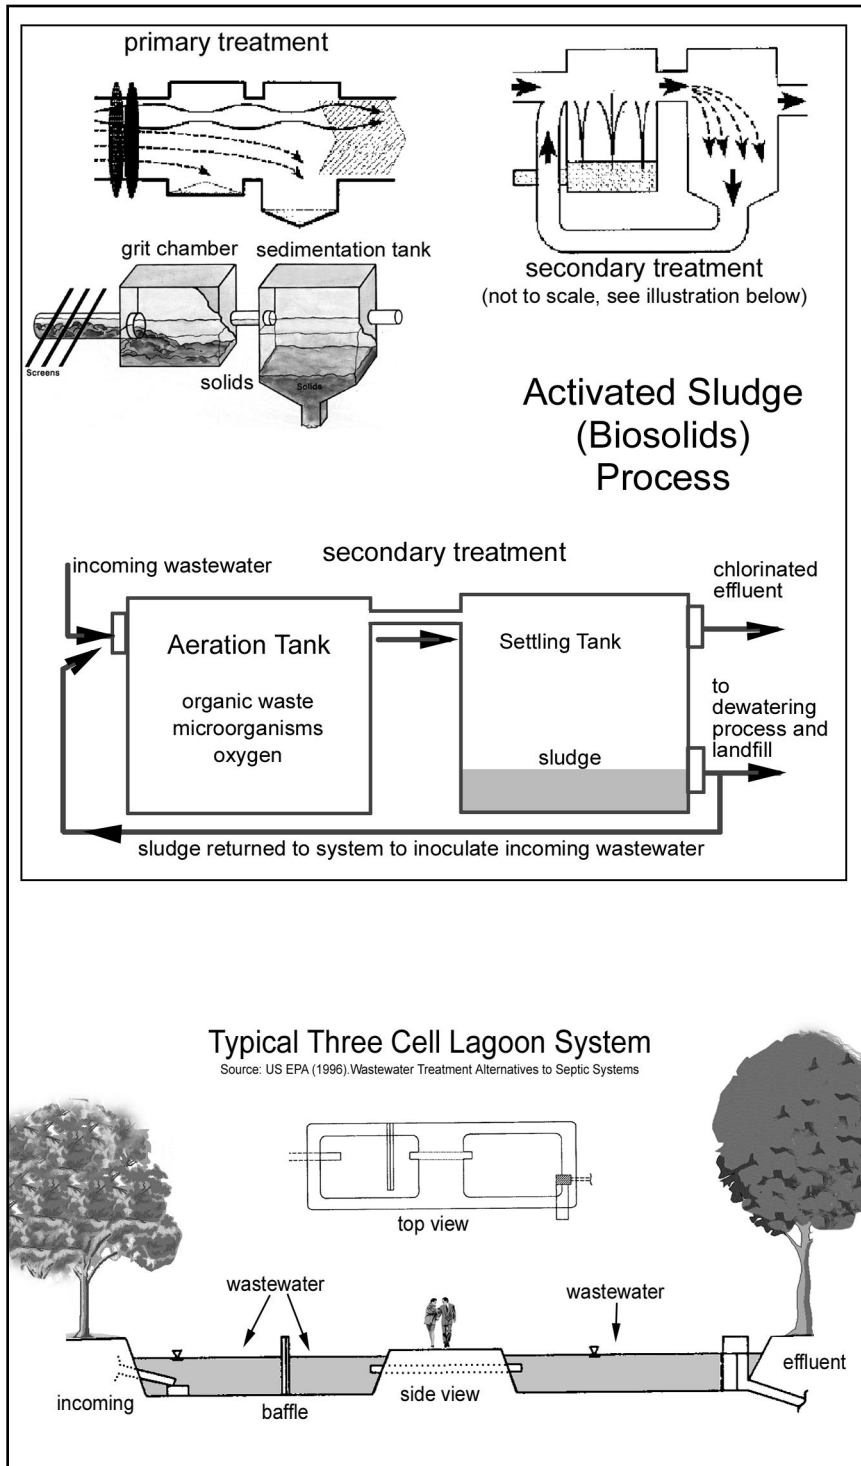 primary treatment
grit chamber
sedimentation tank
Screens
solids
Solids
secondary treatment
(not to scale, see illustration below)
Activated Sludge
(Biosolids)
Process
secondary treatment
incoming wastewater
Aeration Tank
organic waste
microorganisms
oxygen
Settling Tank
sludge
chlorinated
effluent
to
dewatering
process and
landfill
sludge returned to system to inoculate incoming wastewater
Typical Three Cell Lagoon System
Source: US EPA (1996).Wastewater Treatment Alternatives to Septic Systems
top view
wastewater
wastewater
incoming
baffle
side view
effluent